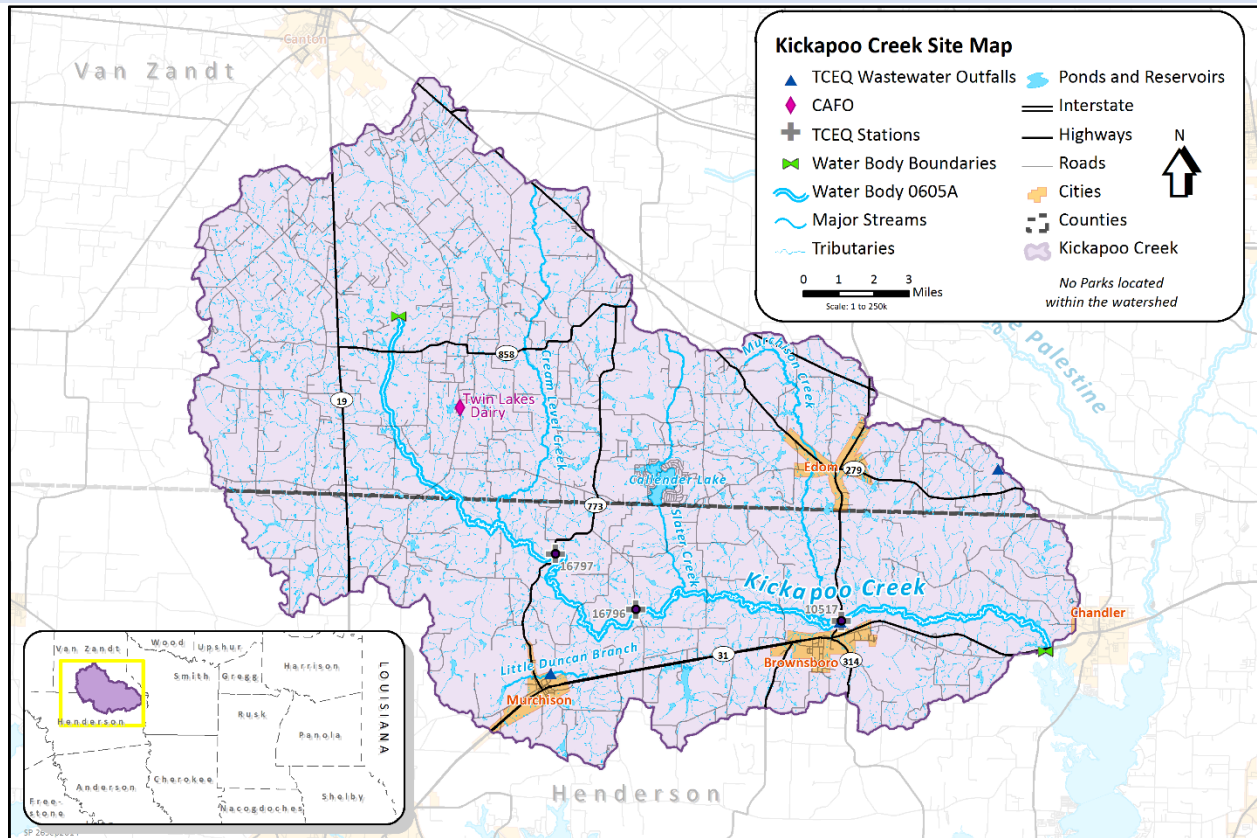 Canton
Van Zandt
Kickapoo Creek Site Map
TCEQ Wastewater Outfalls
CAFO
TCEQ Stations
Water Body Boundaries
Water Body 0605A
Major Streams
Tributaries
Ponds and Reservoirs
Interstate
Highways
Roads
Cities
Counties
Kickapoo Creek
N
0 1 2 3
Miles
Scale: 1 to 250k
No Parks located
within the watershed
Palestine
858
Cream Level Creek
Murchison Creek
19
Twin Lakes
Dairy
Edom
279
Callender Lake
773
Slater Creek
16797
Kickapoo Creek
16796
10517
Chandler
Little Duncan Branch
31
Brownsboro
314
Murchison
Henderson
Van Zandt
Wood
Upshur
Harrison
Smith
Gregg
LOUISIANA
Henderson
Rusk
Panola
Anderson
Cherokee
Free-
stone
Nacogdoches
Shelby